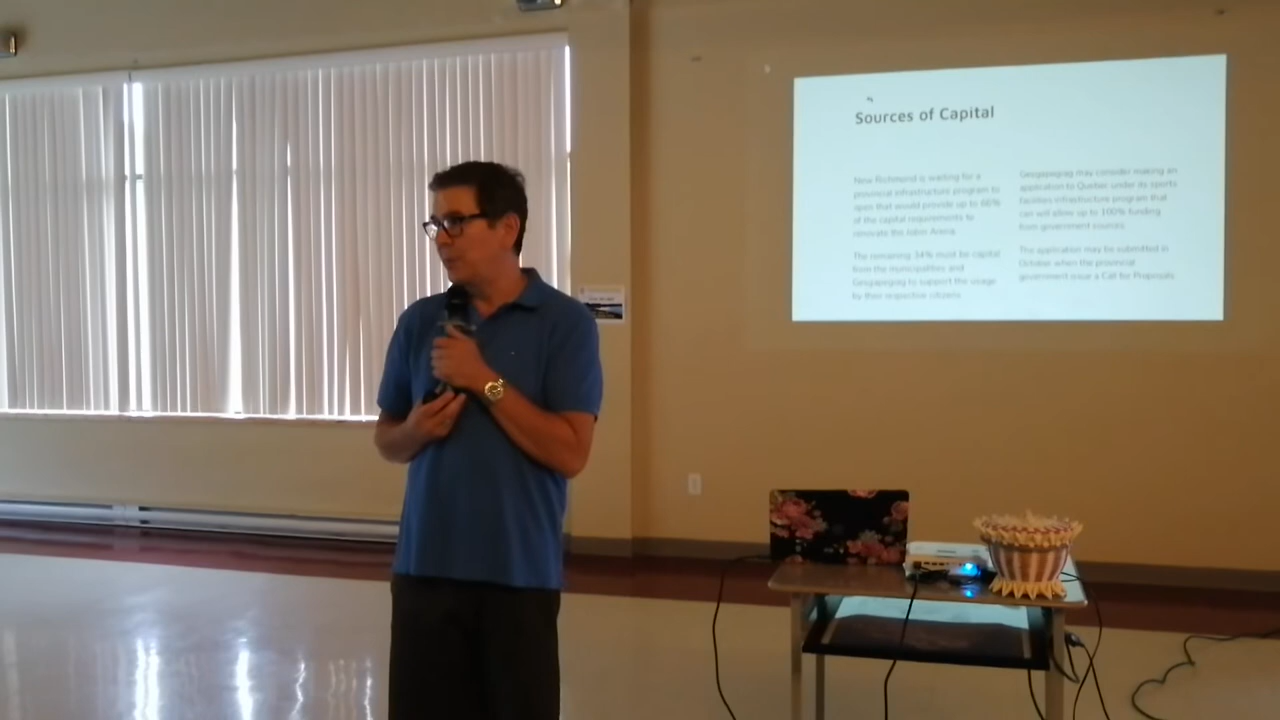 Sources of Capital
New Richmond is waiting for a
provincial infrastructure program to
open that would provide up to 66%
of the capital requirements to
renovate the Arena.
The remaining 34% must be capital
from the municipalities and
Gesgapegiag to support the usage
by their respective citizens.
Gesgapegiag may consider making an
application to Quebec under its sports
facilities infrastructure program that
can will allow up to 100% funding
from government sources.
The application may be submitted in
October when the provincial
government issue a Call for Proposals.